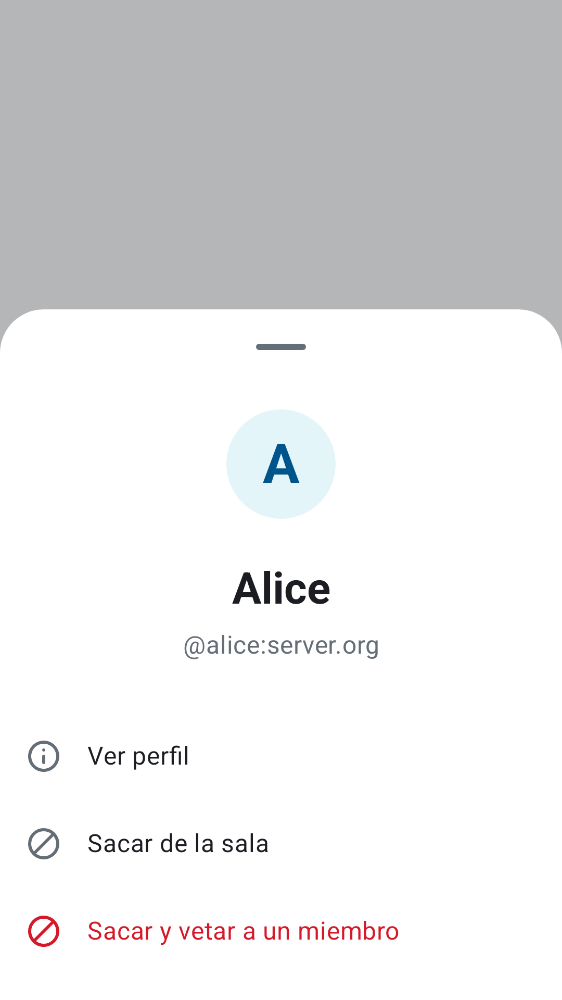 A
Alice
@alice:server.org
Ver perfil
Sacar de la sala
Sacar y vetar a un miembro